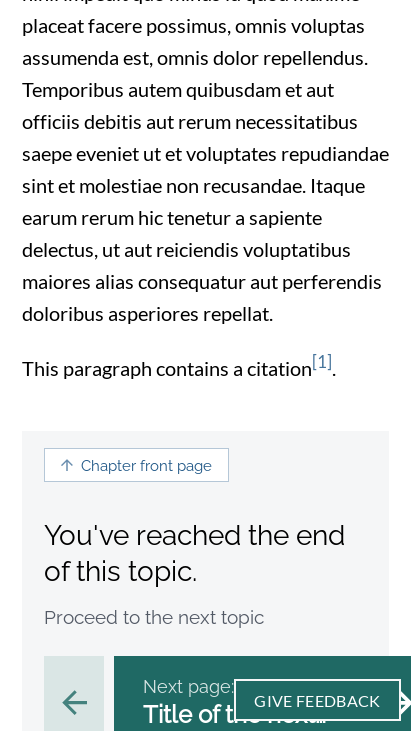 placeat facere possimus, omnis voluptas
assumenda est, omnis dolor repellendus.
Temporibus autem quibusdam et aut
officiis debitis aut rerum necessitatibus
saepe eveniet ut et voluptates repudiandae
sint et molestiae non recusandae. Itaque
earum rerum hic tenetur a sapiente
delectus, ut aut reiciendis voluptatibus
maiores alias consequatur aut perferendis
doloribus asperiores repellat.
This paragraph contains a citation[1].
Chapter front page
You've reached the end
of this topic.
Proceed to the next topic
Next page:
GIVE FEEDBACK
Title of